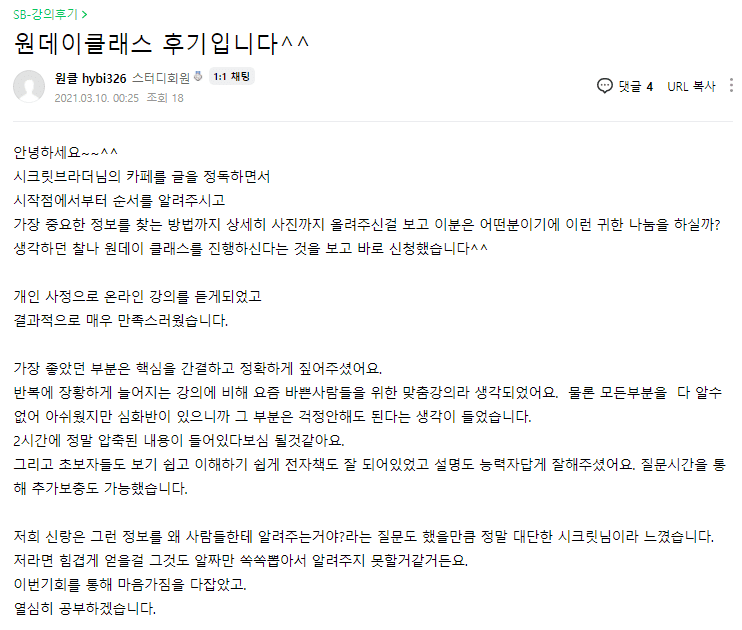 SB-강의후기 >
원데이클래스 후기입니다^^
원클 hybi326 스터디회원 1:1 채팅
2021.03.10. 00:25 조회 18
댓글 4 URL 복사
안녕하세요~~^^
시크릿브라더님의 카페를 글을 정독하면서
시작점에서부터 순서를 알려주시고
가장 중요한 정보를 찾는 방법까지 상세히 사진까지 올려주신걸 보고 이분은 어떤분이기에 이런 귀한 나눔을 하실까?
생각하던 찰나 원데이 클래스를 진행하신다는 것을 보고 바로 신청했습니다^^
개인 사정으로 온라인 강의를 듣게되었고
결과적으로 매우 만족스러웠습니다.
가장 좋았던 부분은 핵심을 간결하고 정확하게 짚어주셨어요.
반복에 장황하게 늘어지는 강의에 비해 요즘 바쁜사람들을 위한 맞춤강의라 생각되었어요. 물론 모든부분을 다 알수
없어 아쉬웠지만 심화반이 있으니까 그 부분은 걱정안해도 된다는 생각이 들었습니다.
2시간에 정말 압축된 내용이 들어있다보심 될것같아요.
그리고 초보자들도 보기 쉽고 이해하기 쉽게 전자책도 잘 되어있었고 설명도 능력자답게 잘해주셨어요. 질문시간을 통
해 추가보충도 가능했습니다.
저희 신랑은 그런 정보를 왜 사람들한테 알려주는거야?라는 질문도 했을만큼 정말 대단한 시크릿님이라 느꼈습니다.
저라면 힘겹게 얻을걸 그것도 알짜만 쏙쏙뽑아서 알려주지 못할거같거든요.
이번기회를 통해 마음가짐을 다잡았고.
열심히 공부하겠습니다.